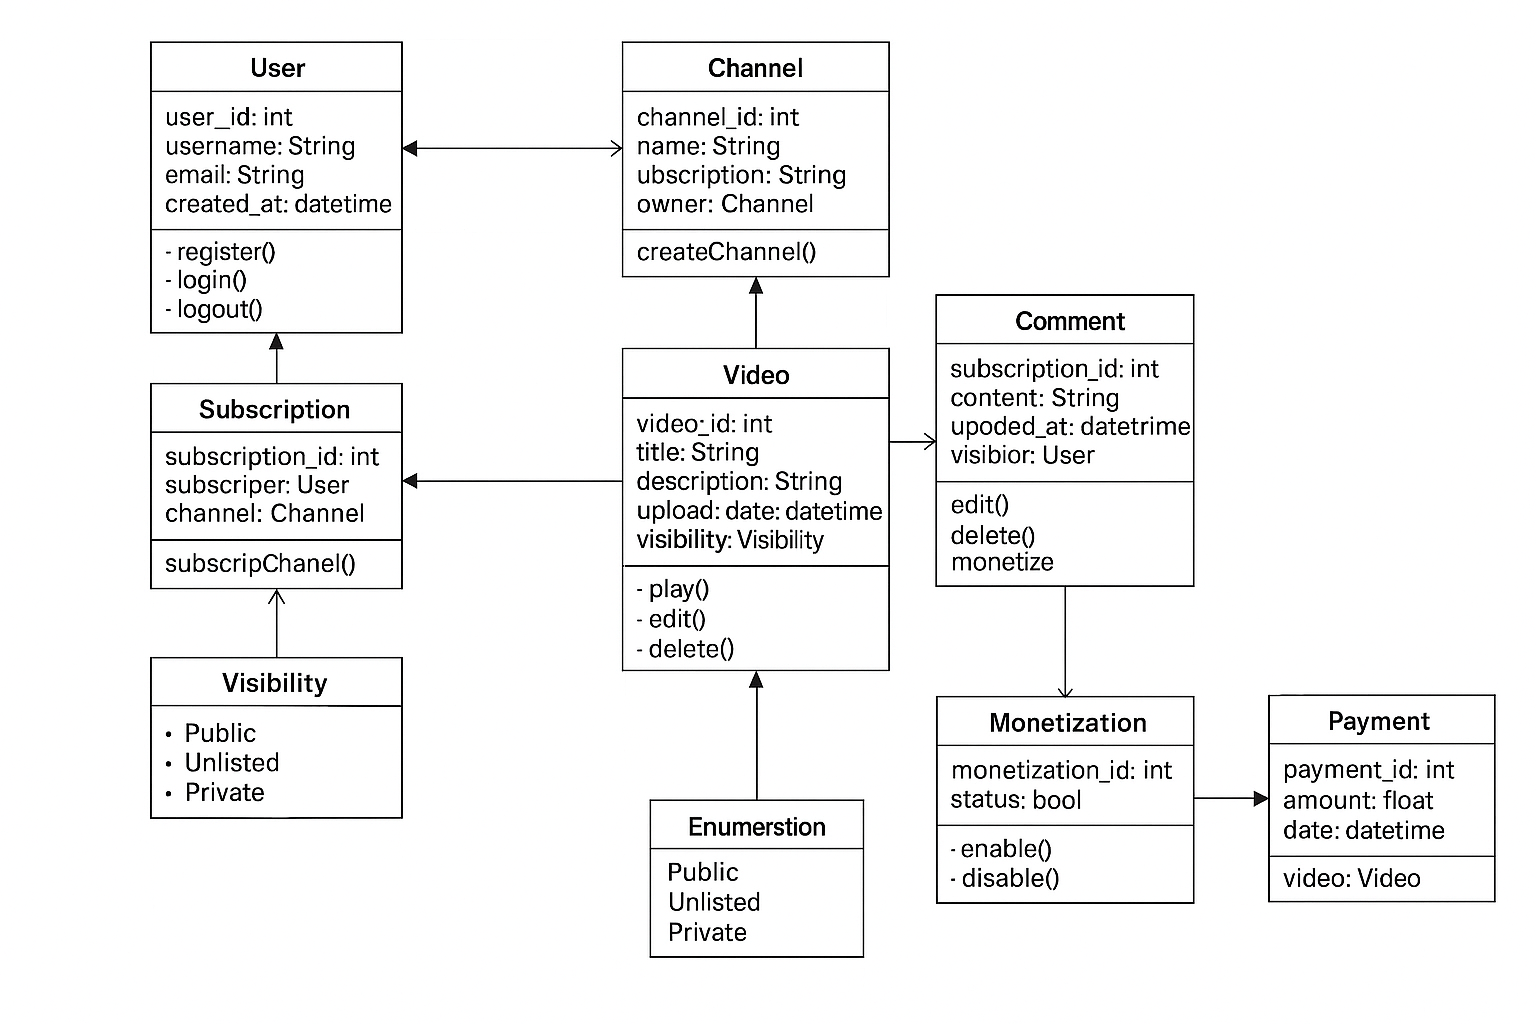 User
user_id: int
username: String
email: String
created_at: datetime
- register()
- login()
- logout()
Channel
channel_id: int
name: String
ubscription: String
owner: Channel
createChannel()
Subscription
subscription_id: int
subscriper: User
channel: Channel
subscripChanel()
Video
video_id: int
title: String
description: String
upload: date: datetime
visibility: Visibility
- play()
- edit()
- delete()
Comment
subscription_id: int
content: String
upoded_at: datetrime
visibior: User
edit()
delete()
monetize
Visibility
• Public
• Unlisted
• Private
Enumerstion
Public
Unlisted
Private
Monetization
monetization_id: int
status: bool
- enable()
- disable()
Payment
payment_id: int
amount: float
date: datetime
video: Video